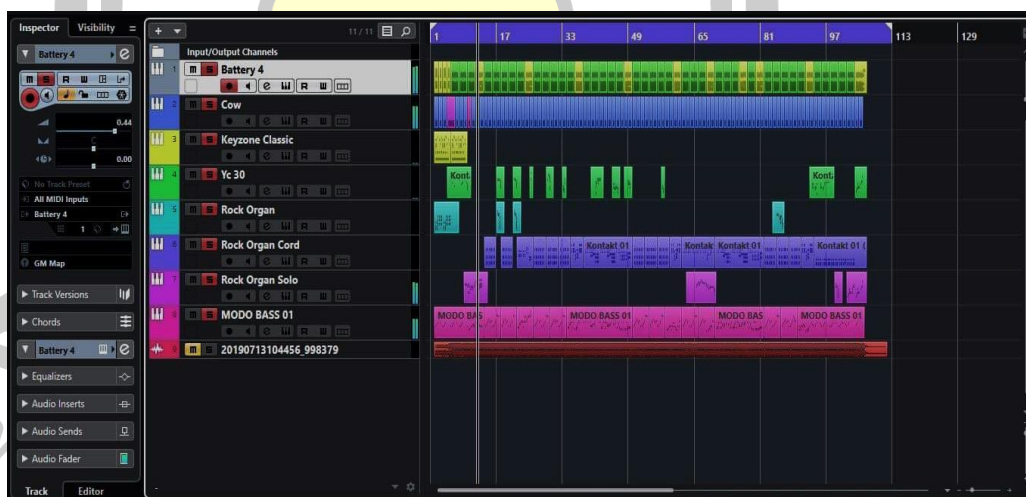 Inspector Visibility
11/11
1 17 33 49 65 81 97 113 129
Battery 4
Input/Output Channels
m S R W
1 m S Battery 4
e R W
0.44
2 m S Cow
e R W
C
3 m S Keyzone Classic
e R W
0.00
4 m S Yc 30
e R W
Kont
Kont
No Track Preset
All MIDI Inputs
5 m S Rock Organ
e R W
Battery 4
1
6 m S Rock Organ Cord
e R W
Kontakt 01 Kontak Kontakt 01 Kontakt 01 (
GM Map
7 m S Rock Organ Solo
e R W
Track Versions
8 m S MODO BASS 01
e R W
MODO BAS MODO BASS 01 MODO BAS MODO BASS 01
Chords
Battery 4 e
9 m S 20190713104456_998379
Equalizers
Audio Inserts
Audio Sends
Audio Fader
Track Editor